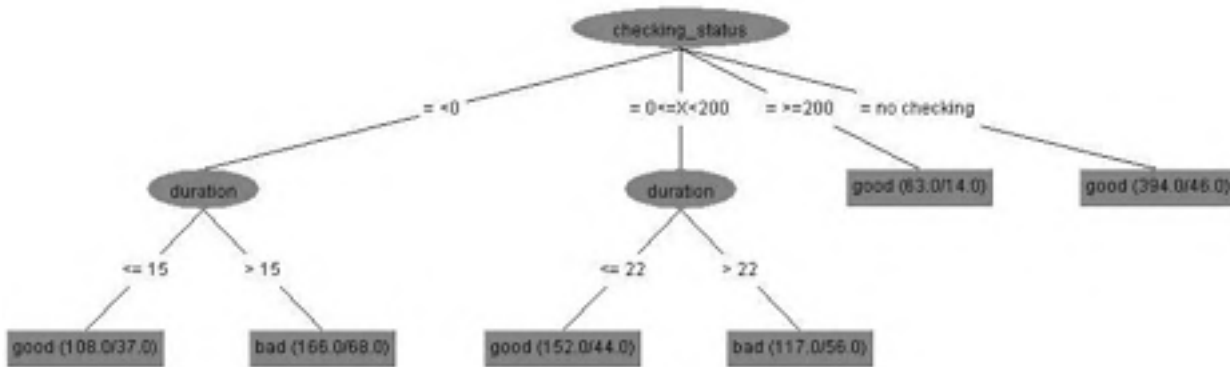 checking_status
= <0
= 0<=X<200
= >=200
= no checking
duration
duration
good (63.0/14.0)
good (394.0/46.0)
<= 15
> 15
<= 22
> 22
good (108.0/37.0)
bad (166.0/68.0)
good (152.0/44.0)
bad (117.0/56.0)